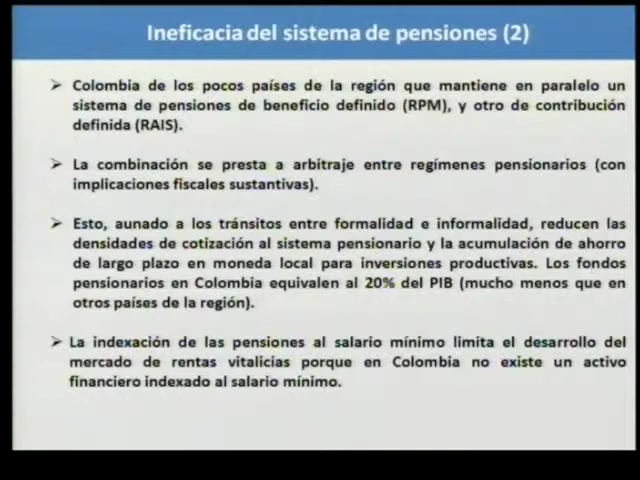 Ineficacia del sistema de pensiones (2)
➢ Colombia de los pocos países de la región que mantiene en paralelo un
sistema de pensiones de beneficio definido (RPM), y otro de contribución
definida (RAIS).
➢ La combinación se presta a arbitraje entre regímenes pensionarios (con
implicaciones fiscales sustantivas).
➢ Esto, aunado a los tránsitos entre formalidad e informalidad, reducen las
densidades de cotización al sistema pensionario y la acumulación de ahorro
de largo plazo en moneda local para inversiones productivas. Los fondos
pensionarios en Colombia equivalen al 20% del PIB (mucho menos que en
otros países de la región).
➢ La indexación de las pensiones al salario mínimo limita el desarrollo del
mercado de rentas vitalicias porque en Colombia no existe un activo
financiero indexado al salario mínimo.